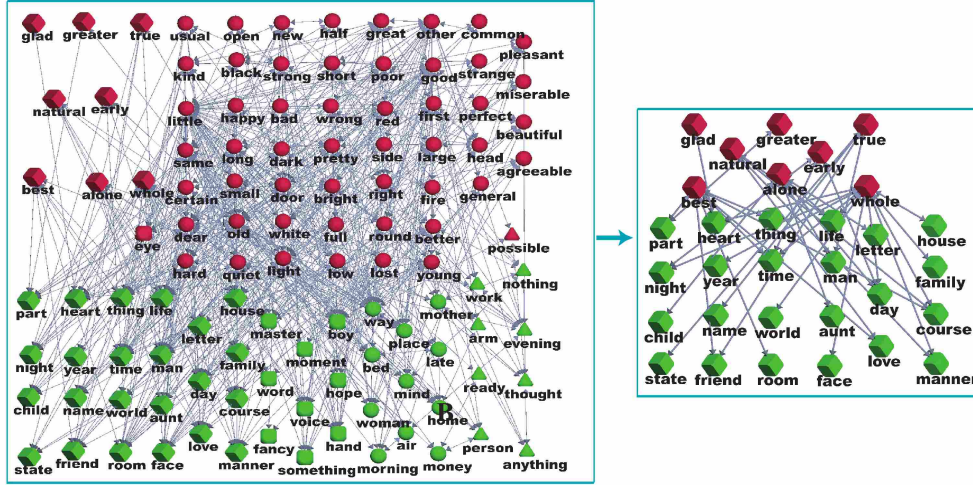 glad greater true usual open new half great other common
pleasant
kind black strong short poor good strange
miserable
natural early little happy bad wrong red first perfect
beautiful
same long dark pretty side large head
agreeable
best alone whole certain small door bright right fire general
eye dear old white full round better possible
hard quiet light low lost young nothing
work
part heart thing life house way mother
letter master boy place arm evening
night year time man family moment bed late
ready
child name world aunt day course word hope mind thought
B
voice woman home
state friend room face love manner fancy something hand morning air money person anything
glad greater true
natural early
alone
best whole
part heart thing life letter house
night year time man family
day
child name world aunt course
love
state friend room face manner